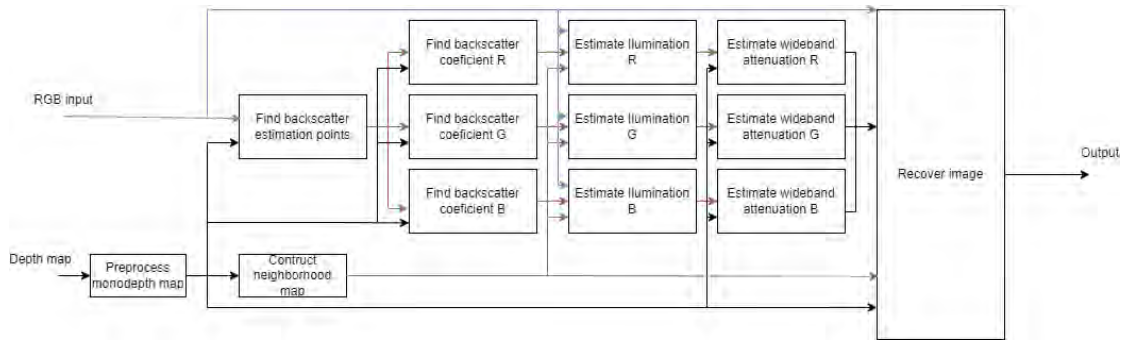 RGB input
Find backscatter
estimation points
Find backscatter
coeficient R
Estimate Ilumination
R
Estimate wideband
attenuation R
Find backscatter
coeficient G
Estimate Ilumination
G
Estimate wideband
attenuation G
Find backscatter
coeficient B
Estimate Ilumination
B
Estimate wideband
attenuation B
Recover image
Output
Depth map
Preprocess
monodepth map
Contruct
neighborhood
map